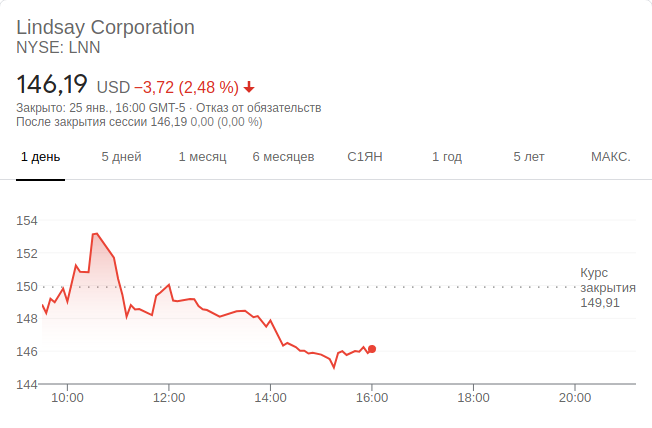 Lindsay Corporation
NYSE: LNN
146,19 USD −3,72 (2,48 %)
Закрыто: 25 янв., 16:00 GMT-5 · Отказ от обязательств
После закрытия сессии 146,19 0,00 (0,00 %)
1 день 5 дней 1 месяц 6 месяцев С1ЯН 1 год 5 лет МАКС.
154
152
150
148
146
144
Курс
закрытия
149,91
10:00 12:00 14:00 16:00 18:00 20:00